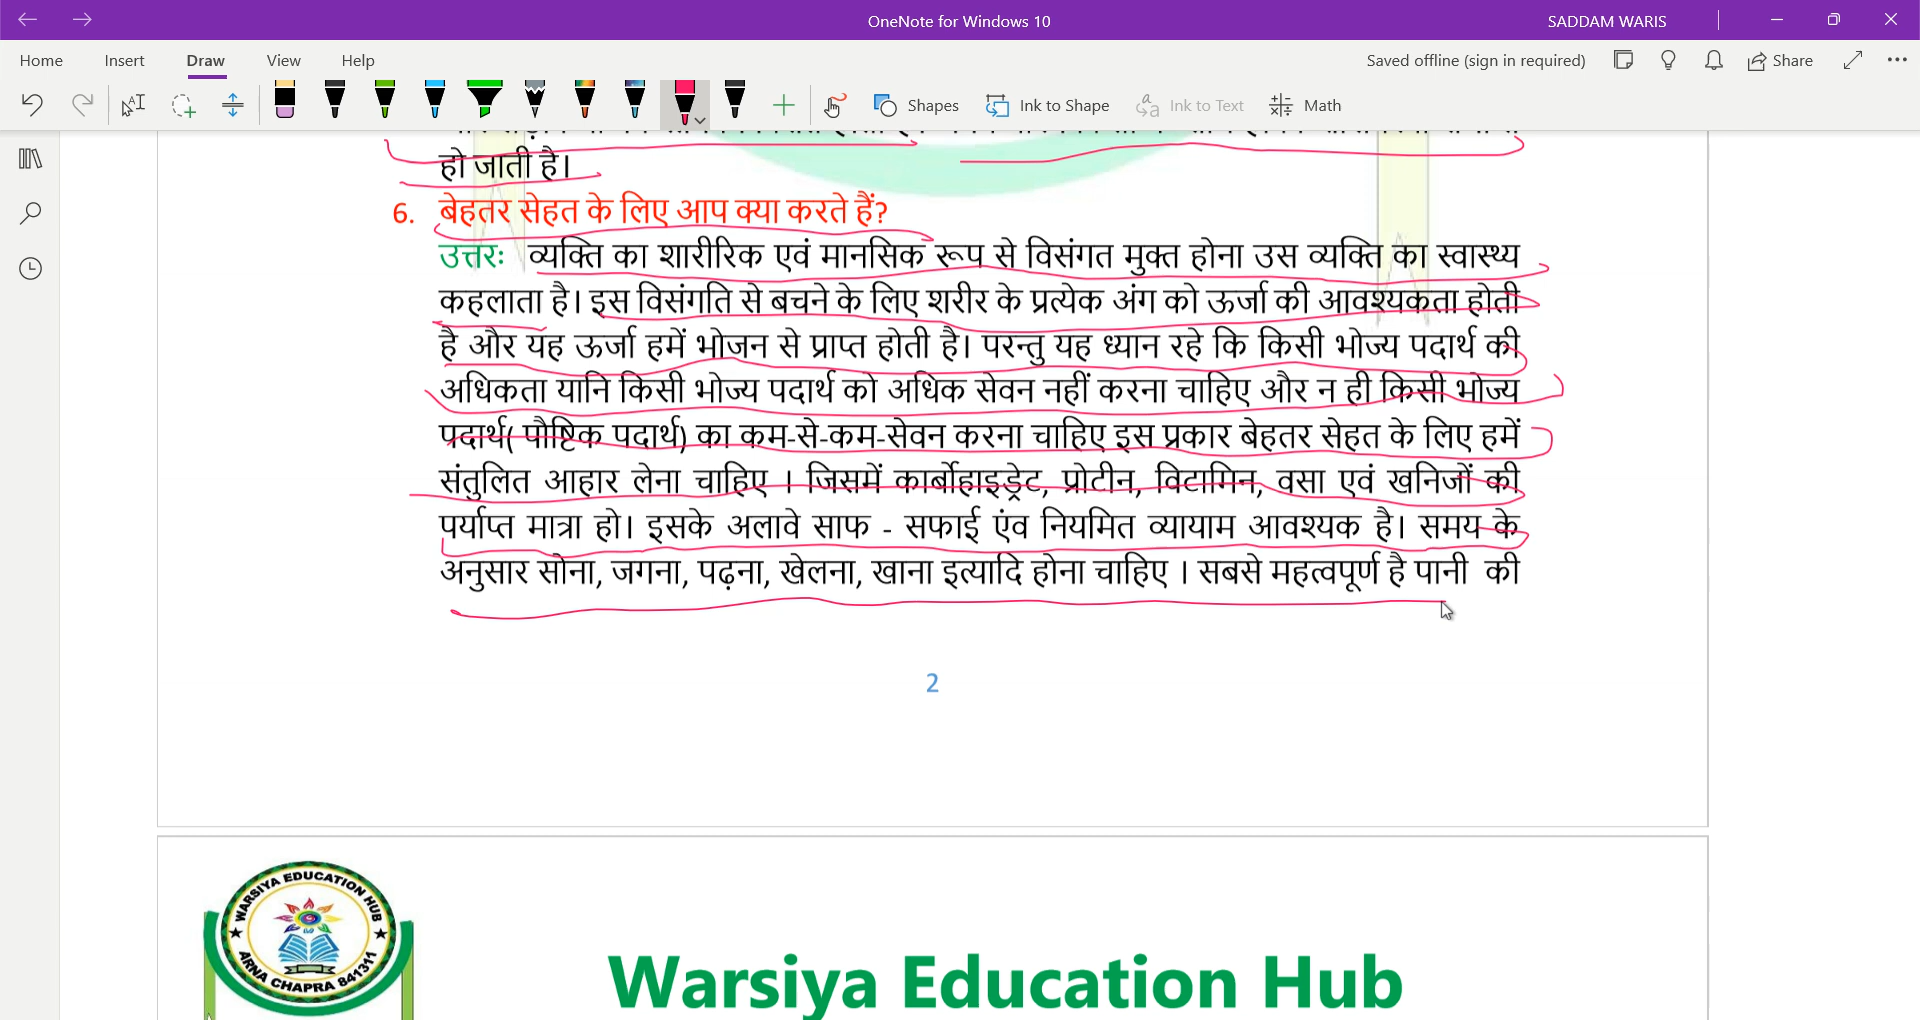 OneNote for Windows 10
SADDAM WARIS
Home Insert Draw View Help
Saved offline (sign in required) Share
Shapes Ink to Shape Ink to Text Math
हो जाती है।
6. बेहतर सेहत के लिए आप क्या करते हैं?
उत्तरः व्यक्ति का शारीरिक एवं मानसिक रूप से विसंगत मुक्त होना उस व्यक्ति का स्वास्थ्य
कहलाता है। इस विसंगति से बचने के लिए शरीर के प्रत्येक अंग को ऊर्जा की आवश्यकता होती
है और यह ऊर्जा हमें भोजन से प्राप्त होती है। परन्तु यह ध्यान रहे कि किसी भोज्य पदार्थ की
अधिकता यानि किसी भोज्य पदार्थ को अधिक सेवन नहीं करना चाहिए और न ही किसी भोज्य
पदार्थ( पौष्टिक पदार्थ) का कम-से-कम-सेवन करना चाहिए इस प्रकार बेहतर सेहत के लिए हमें
संतुलित आहार लेना चाहिए । जिसमें कार्बोहाइड्रेट, प्रोटीन, विटामिन, वसा एवं खनिजों की
पर्याप्त मात्रा हो। इसके अलावे साफ - सफाई एंव नियमित व्यायाम आवश्यक है। समय के
अनुसार सोना, जगना, पढ़ना, खेलना, खाना इत्यादि होना चाहिए । सबसे महत्वपूर्ण है पानी की
2
WARSIYA EDUCATION HUB
ARNA CHAPRA 841311
Warsiya Education Hub